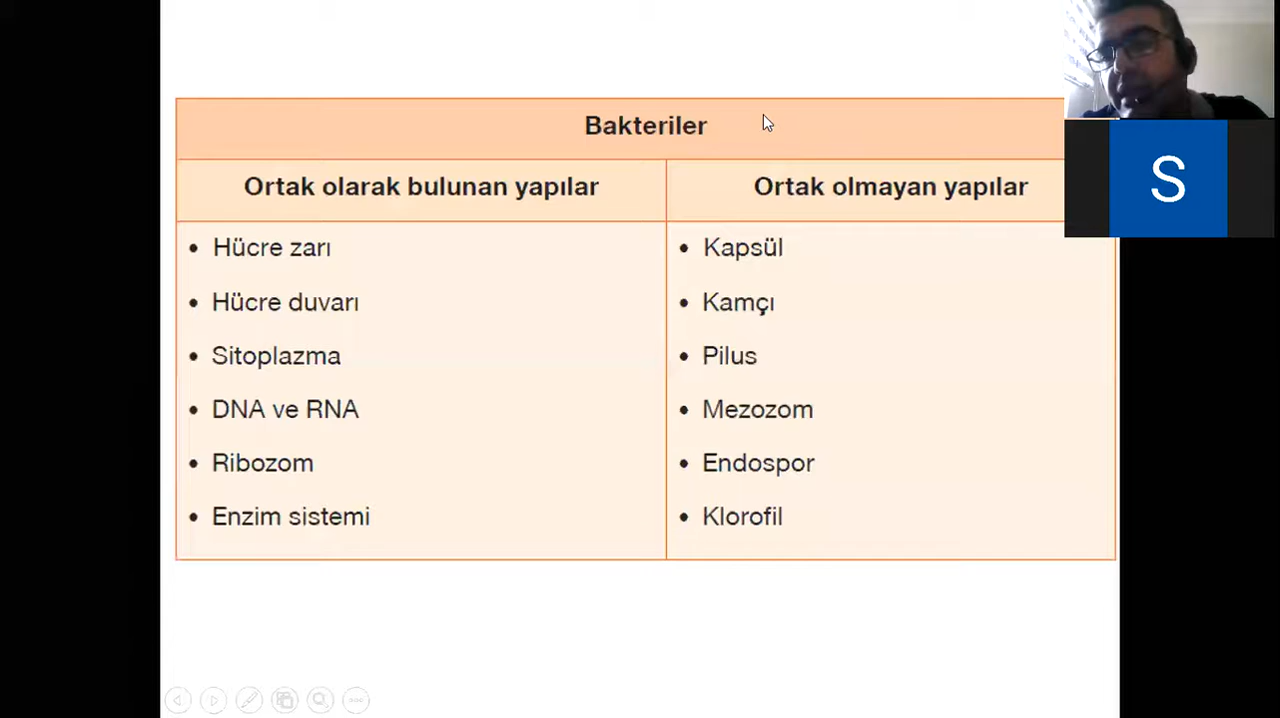 Bakteriler
Ortak olarak bulunan yapılar
Ortak olmayan yapılar
• Hücre zarı
• Hücre duvarı
• Sitoplazma
• DNA ve RNA
• Ribozom
• Enzim sistemi
• Kapsül
• Kamçı
• Pilus
• Mezozom
• Endospor
• Klorofil
S